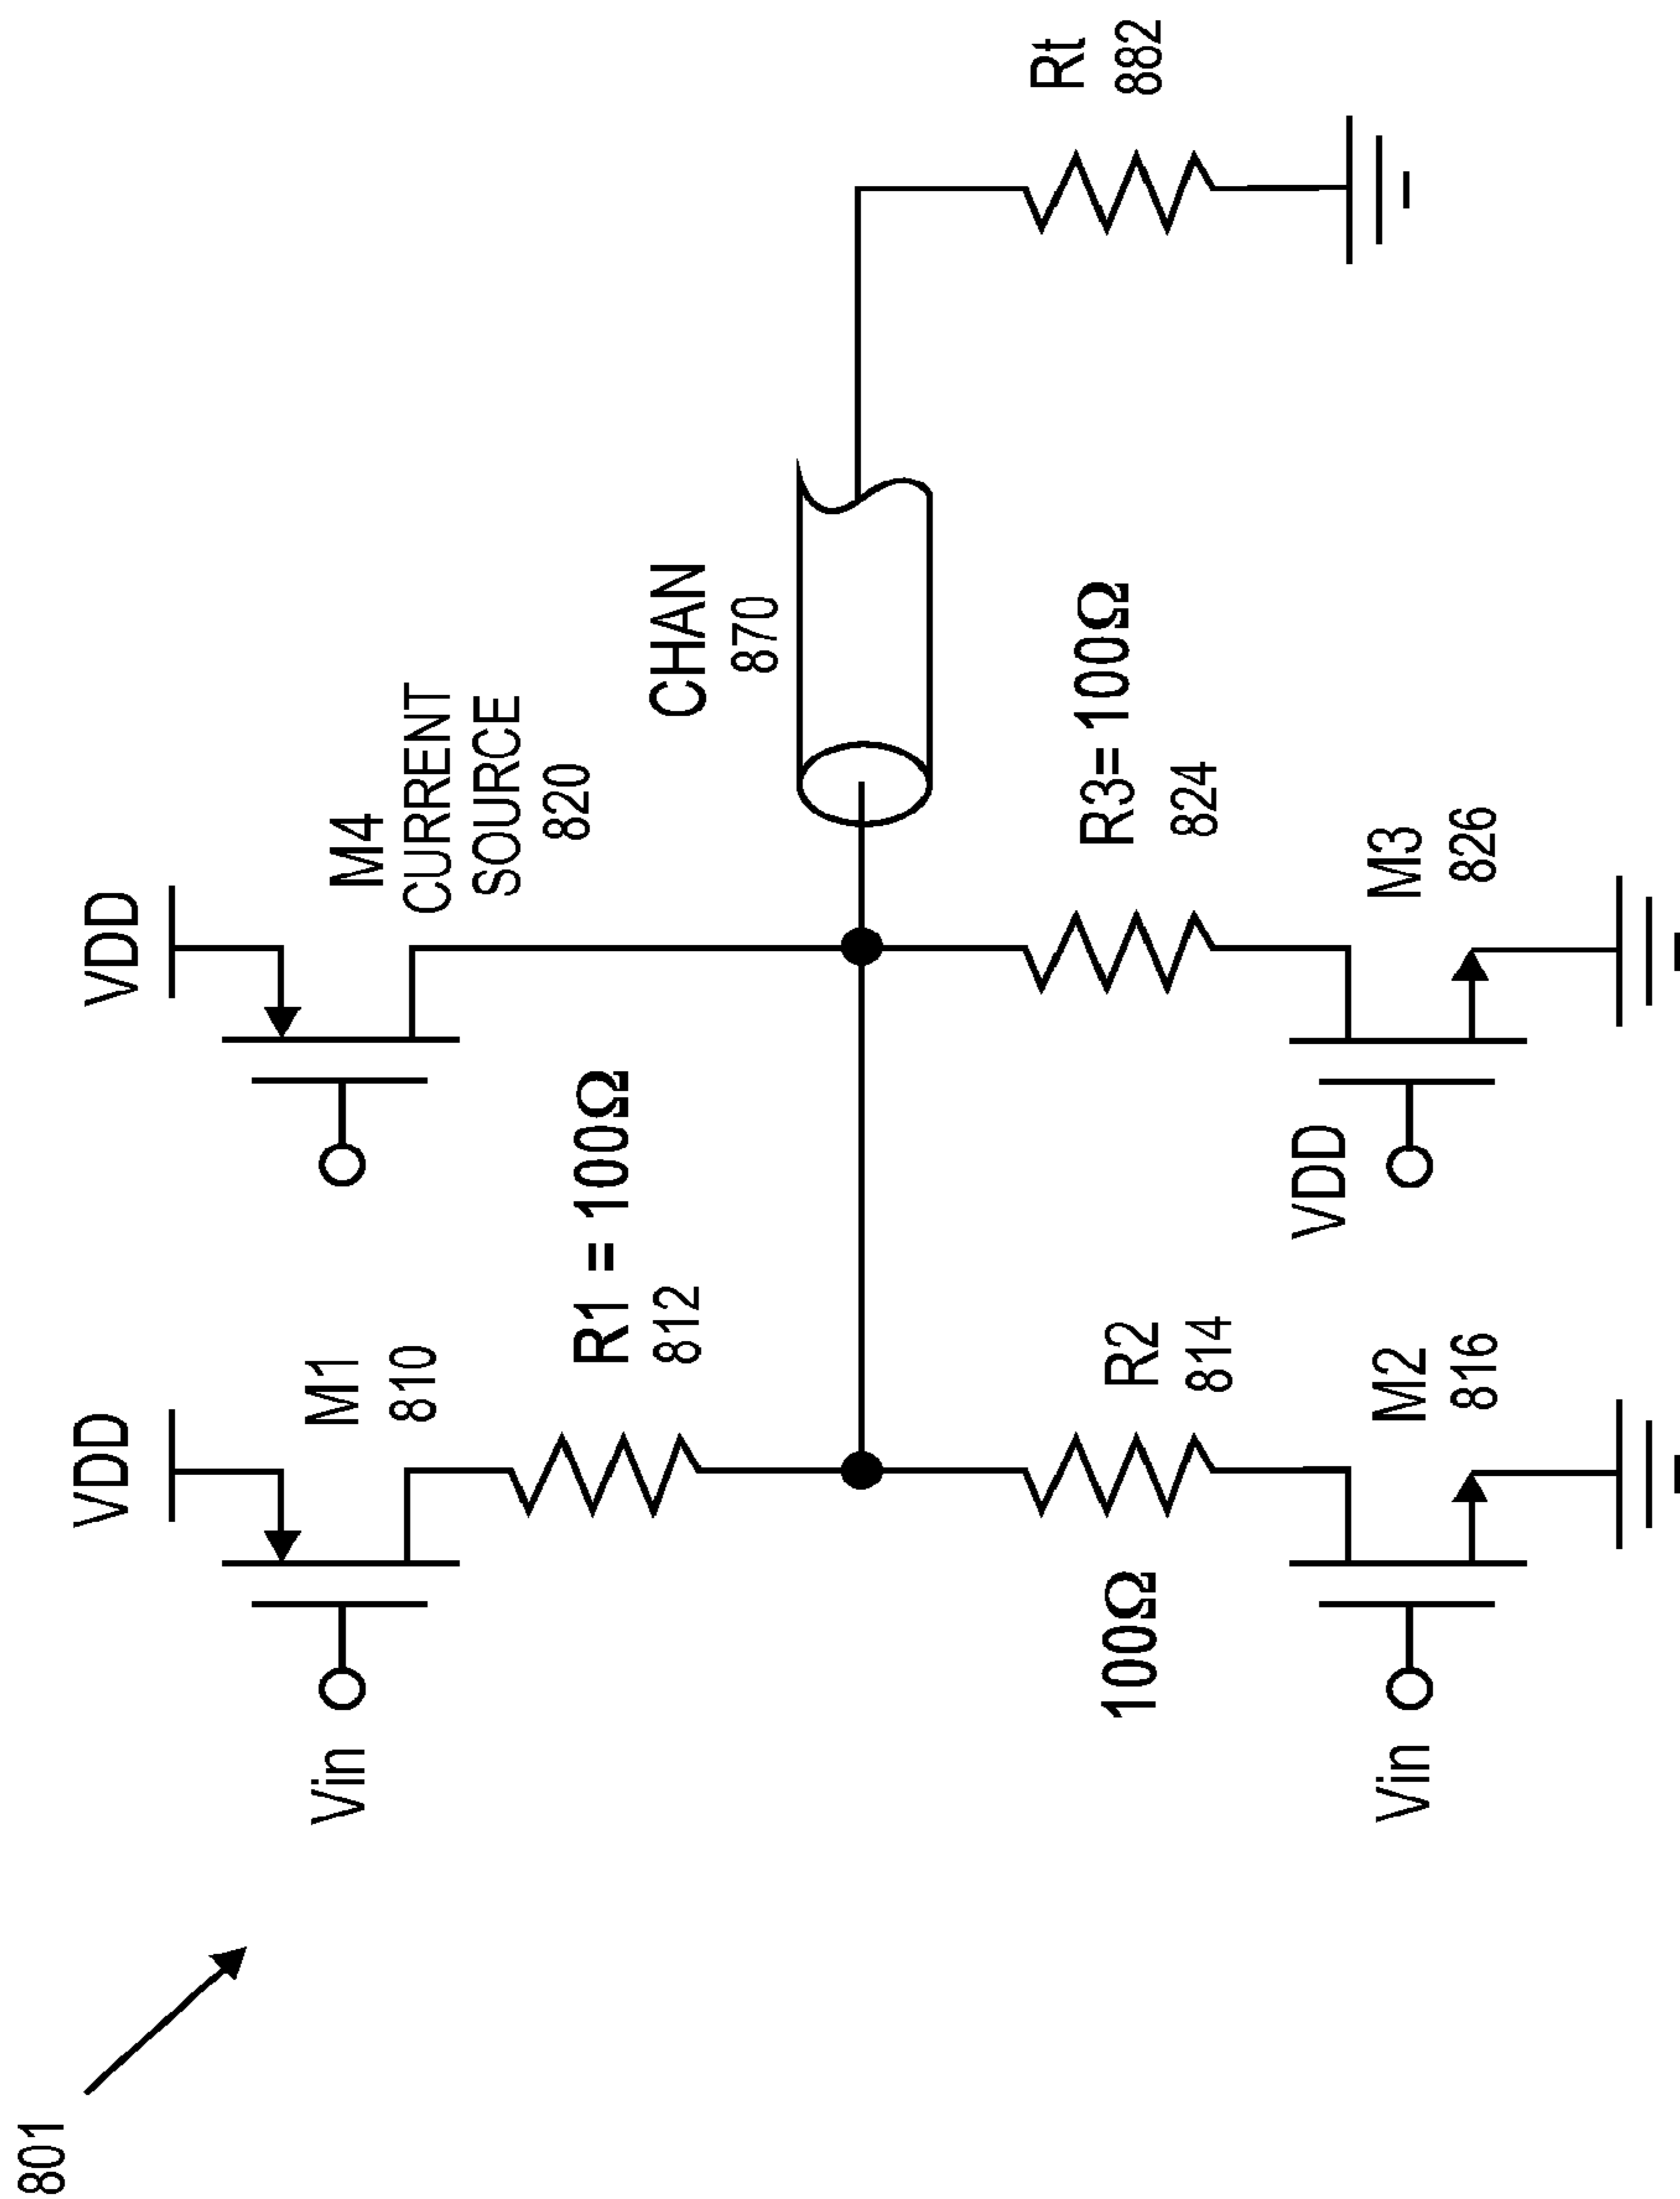 801
VDD
M1
810
Vin
R1 = 100Ω
812
VDD
M4
CURRENT
SOURCE
820
CHAN
870
Rt
882
100Ω
R2
814
Vin
M2
816
R3= 100Ω
824
VDD
M3
826